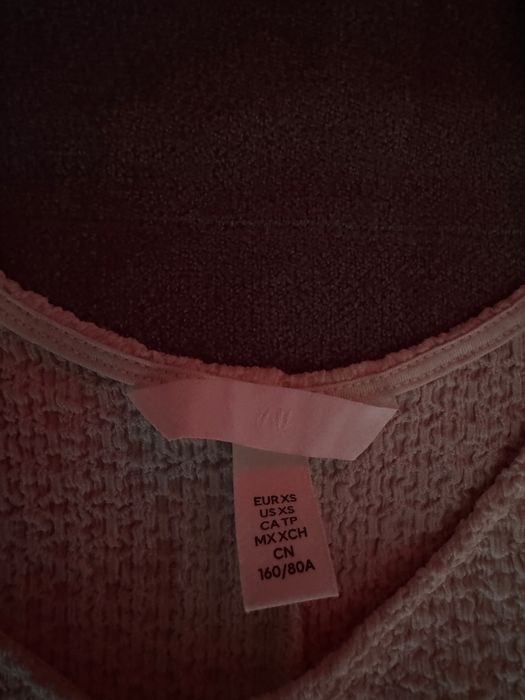 H&M
EUR XS
US XS
CA TP
MX XCH
CN
160/80A